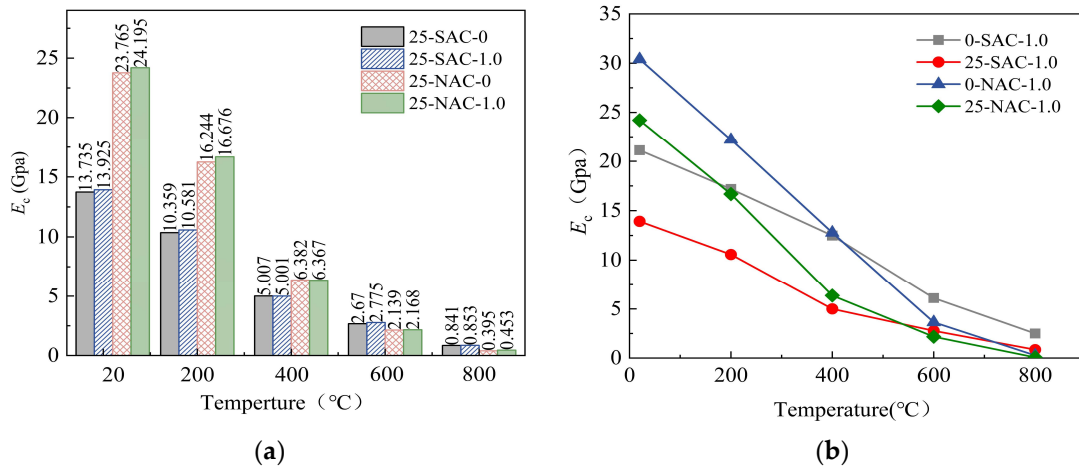 25-SAC-0
25-SAC-1.0
25-NAC-0
25-NAC-1.0
13.735
13.925
23.765
24.195
10.359
10.581
16.244
16.676
5.007
5.001
6.382
6.367
2.67
2.775
2.139
2.168
0.841
0.853
0.395
0.453
25
20
15
10
5
0
E_c (Gpa)
20 200 400 600 800
Temperture（℃）
(a)
0-SAC-1.0
25-SAC-1.0
0-NAC-1.0
25-NAC-1.0
35
30
25
20
15
10
5
0
E_c（Gpa）
0 200 400 600 800
Temperature(℃)
(b)